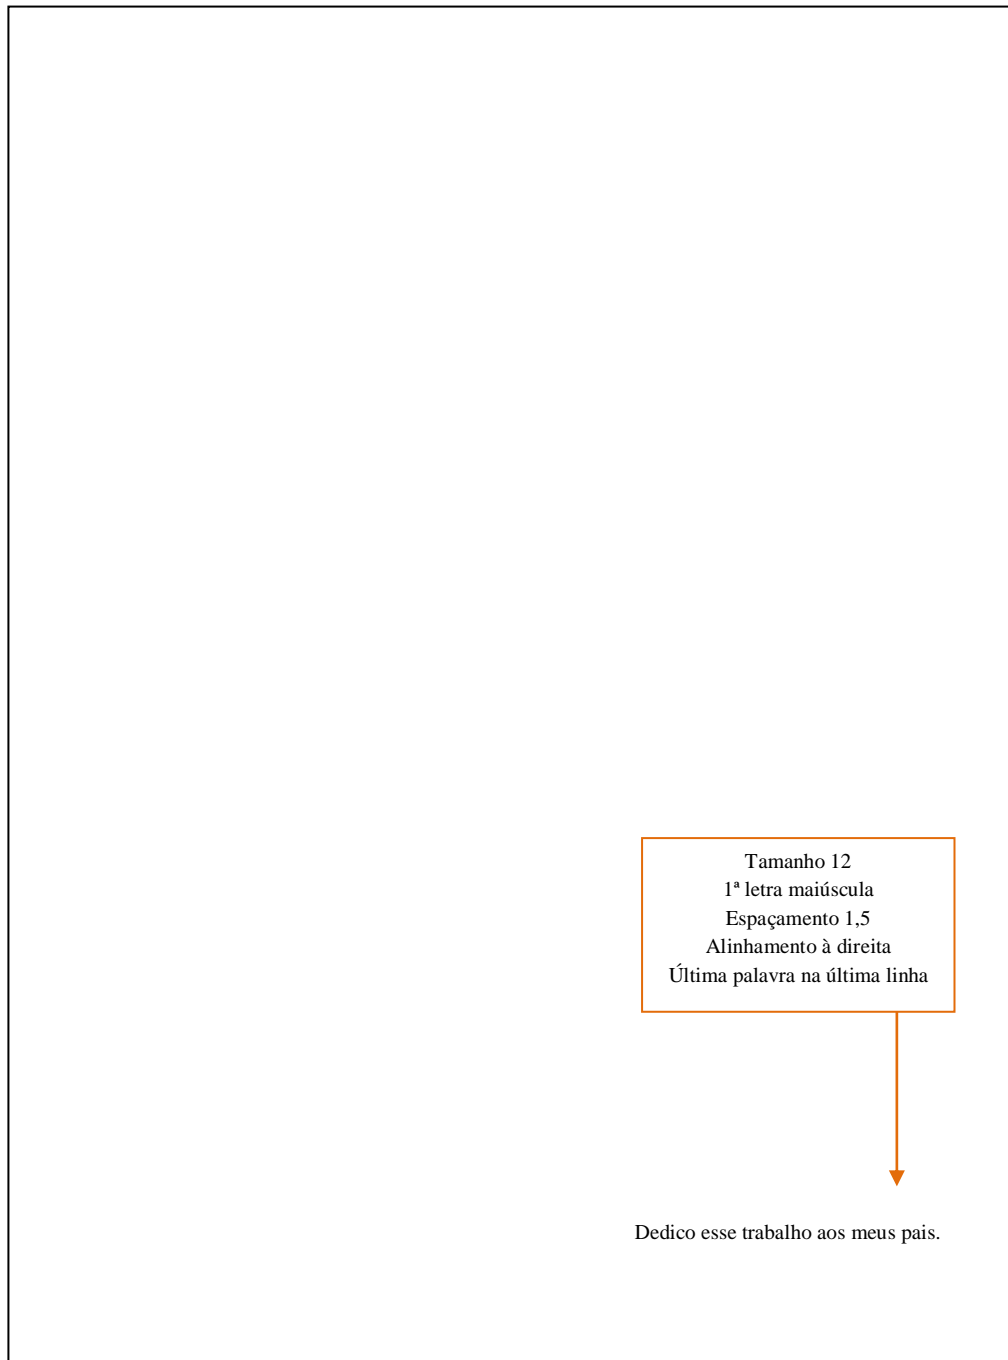 Tamanho 12
1ª letra maiúscula
Espaçamento 1,5
Alinhamento à direita
Última palavra na última linha
Dedico esse trabalho aos meus pais.